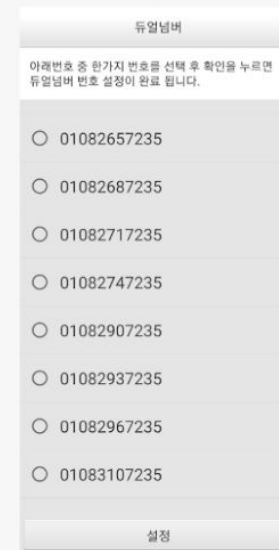 듀얼넘버
아래번호 중 한가지 번호를 선택 후 확인을 누르면
듀얼넘버 번호 설정이 완료 됩니다.
01082657235
01082687235
01082717235
01082747235
01082907235
01082937235
01082967235
01083107235
설정